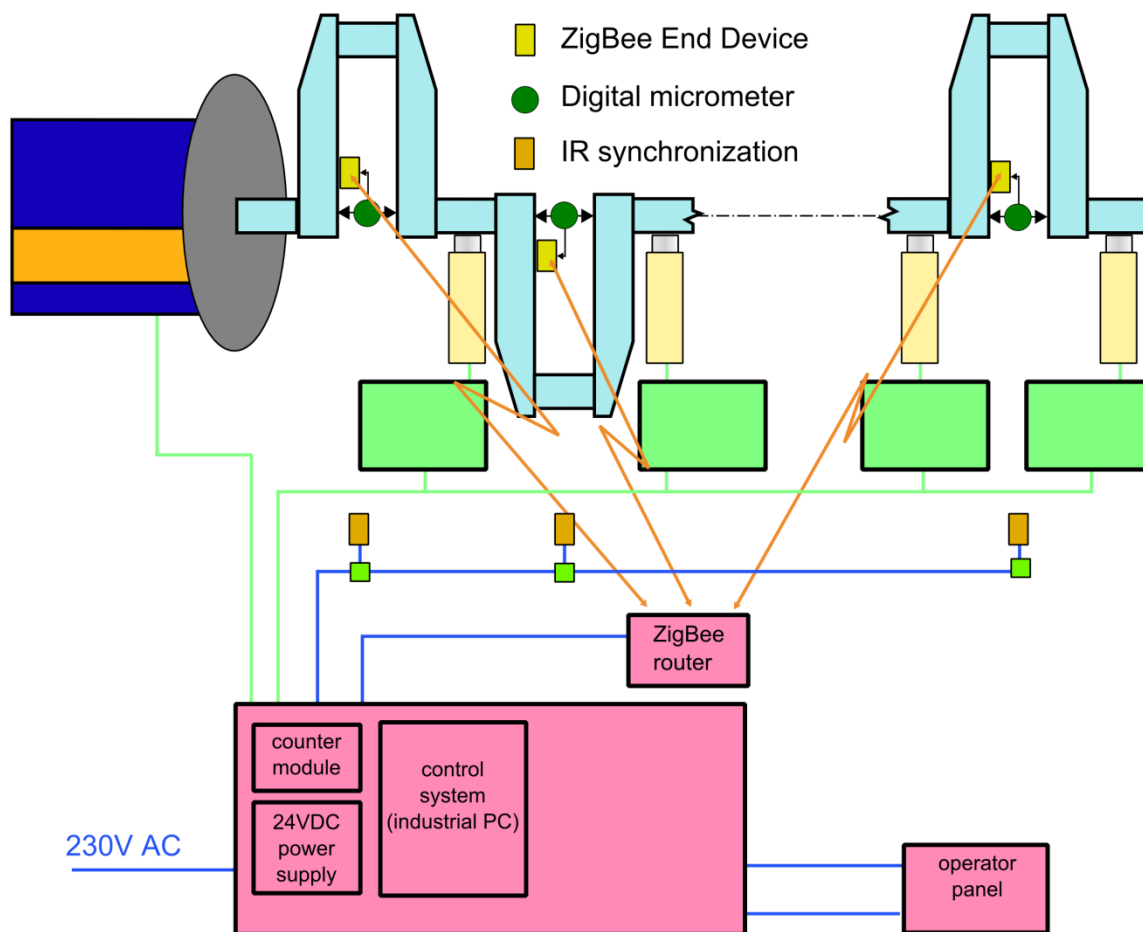 ZigBee End Device
Digital micrometer
IR synchronization
ZigBee
router
counter
module
control
system
(industrial PC)
24VDC
power
supply
230V AC
operator
panel